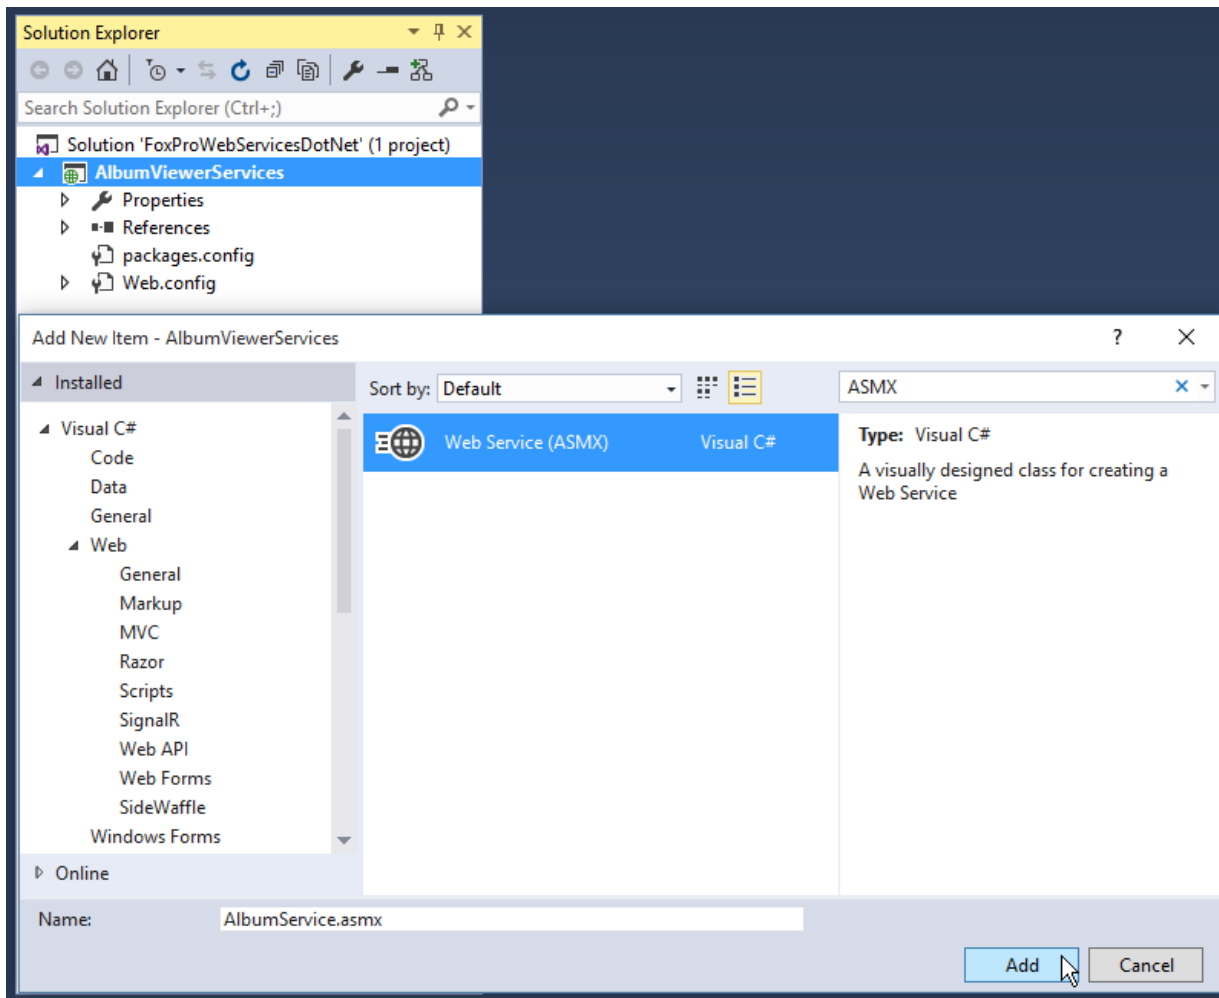 Solution Explorer
Search Solution Explorer (Ctrl+;)
Solution 'FoxProWebServicesDotNet' (1 project)
AlbumViewerServices
Properties
References
packages.config
Web.config
Add New Item - AlbumViewerServices ?
Installed
Sort by: Default
ASMX
Visual C#
Code
Data
General
Web
General
Markup
MVC
Razor
Scripts
SignalR
Web API
Web Forms
SideWaffle
Windows Forms
Online
Web Service (ASMX) Visual C#
Type: Visual C#
A visually designed class for creating a
Web Service
Name: AlbumService.asmx
Add Cancel